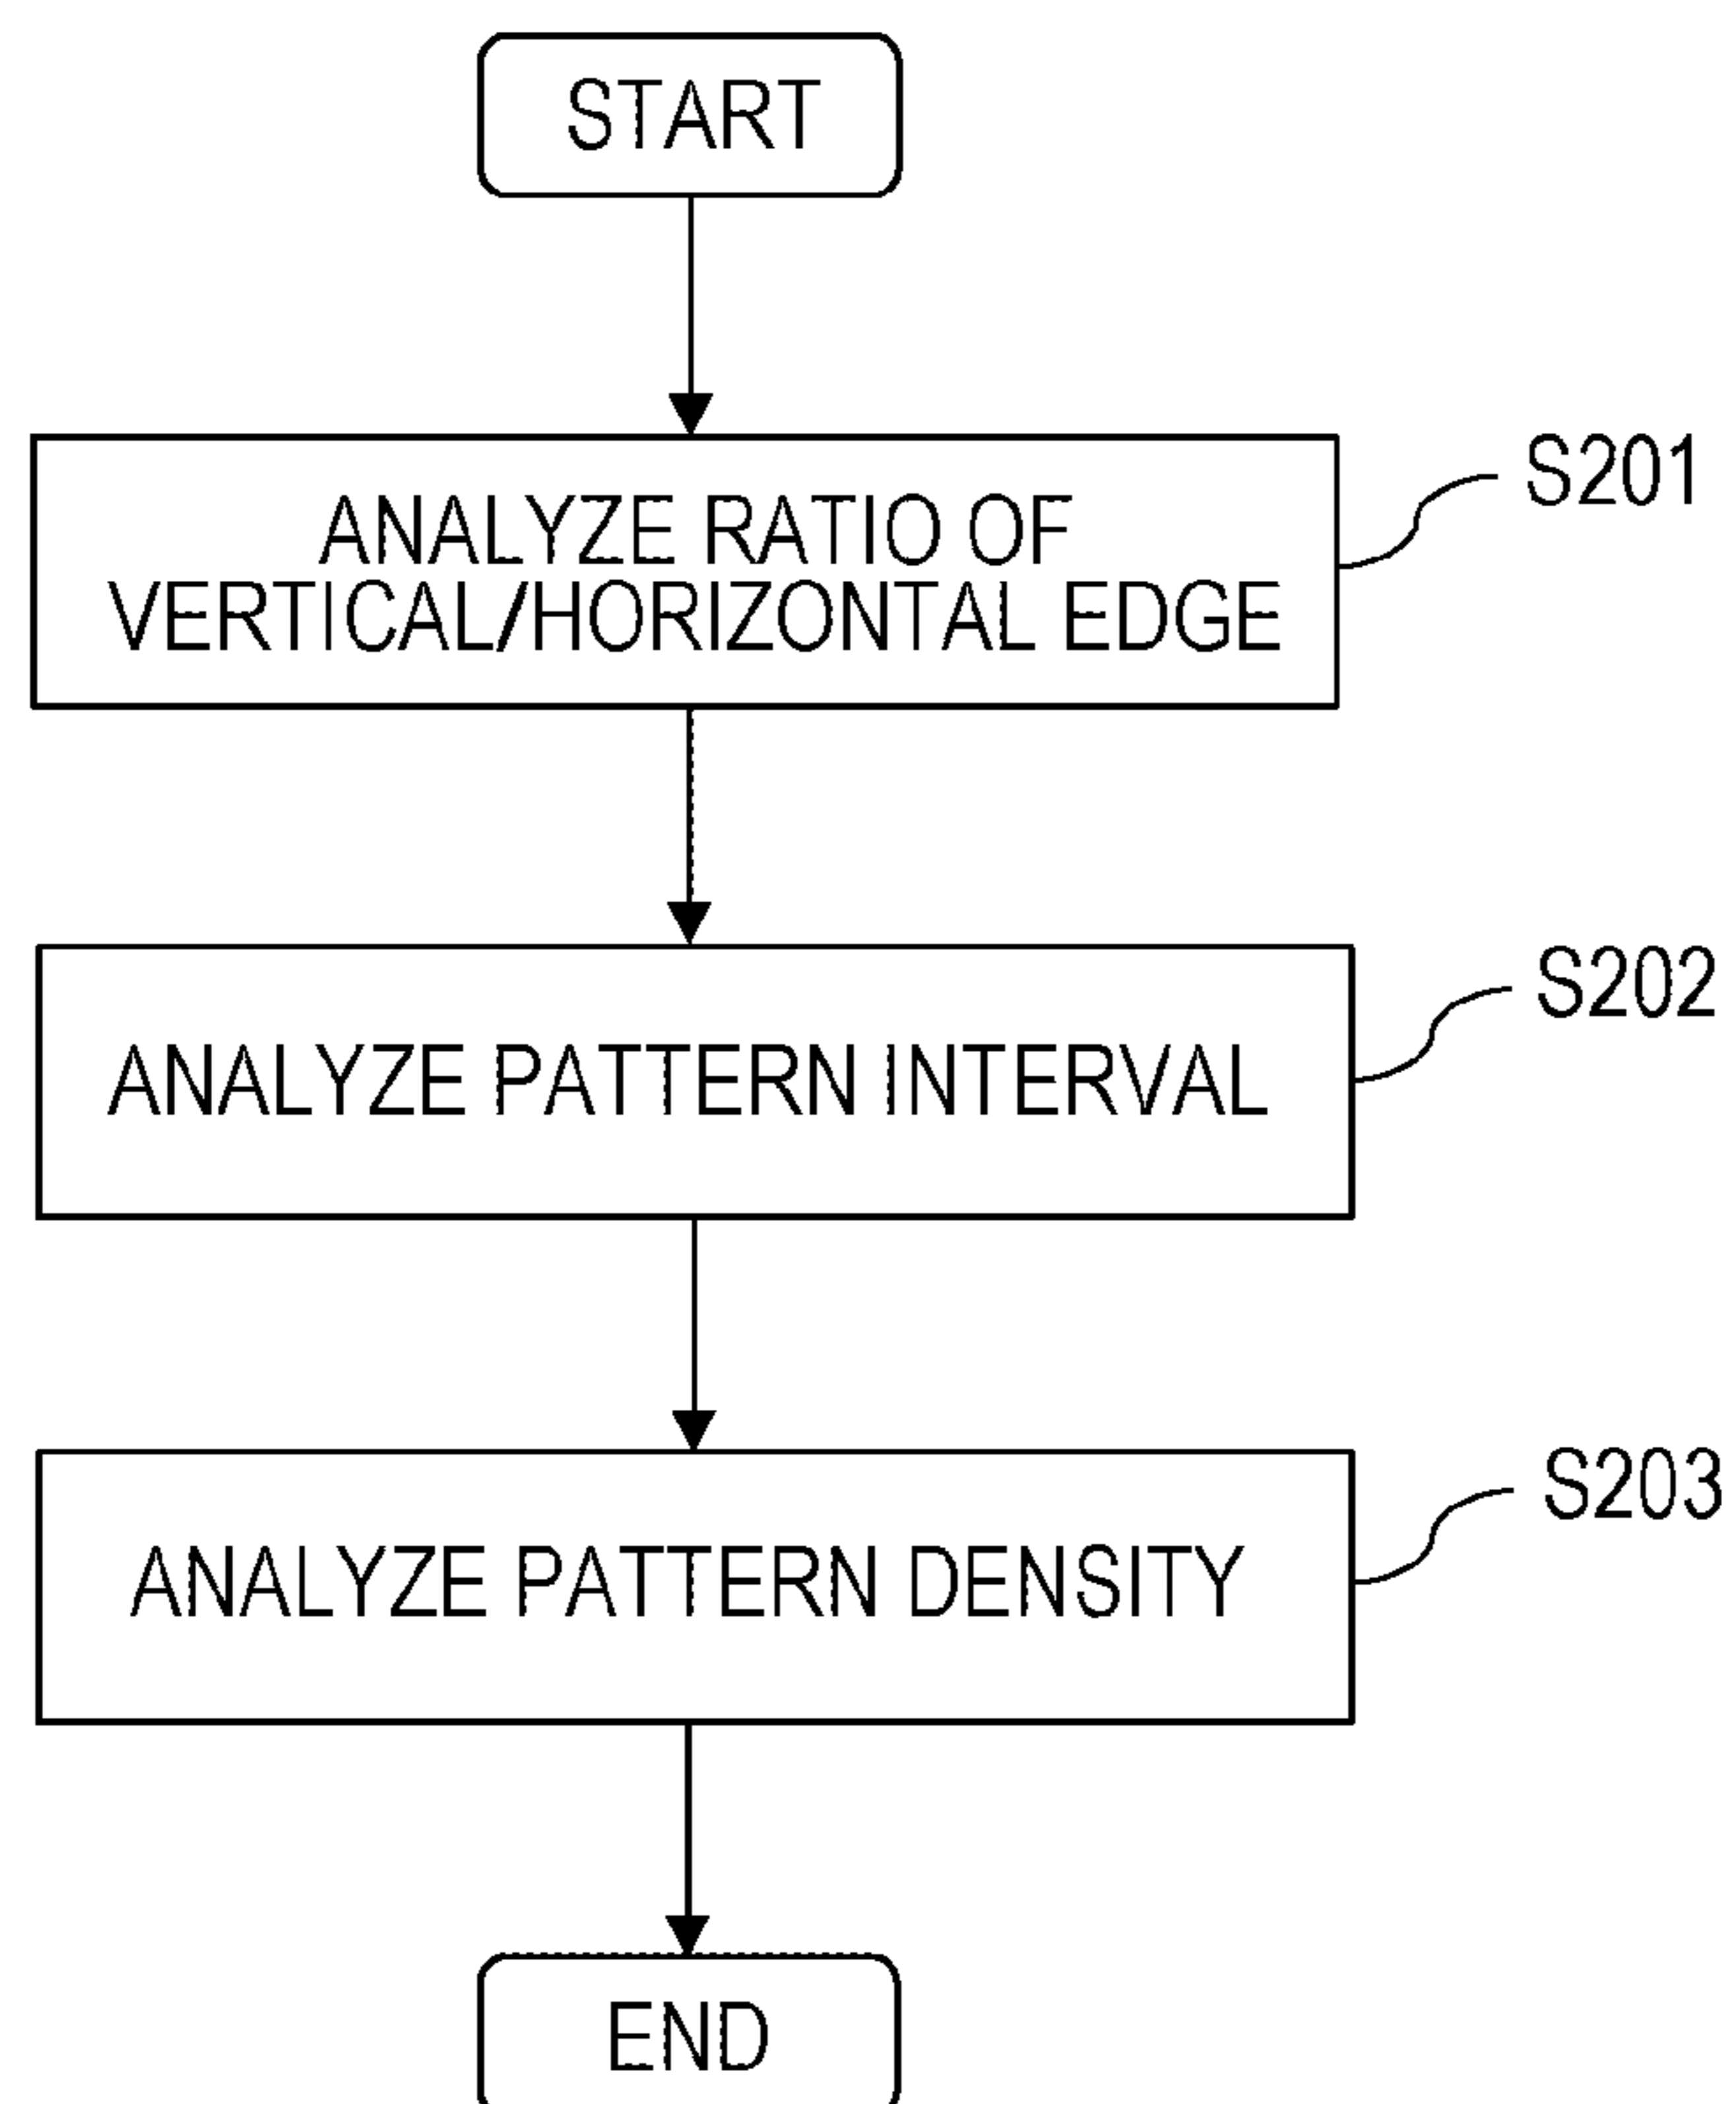 START
ANALYZE RATIO OF
VERTICAL/HORIZONTAL EDGE
S201
ANALYZE PATTERN INTERVAL
S202
ANALYZE PATTERN DENSITY
S203
END